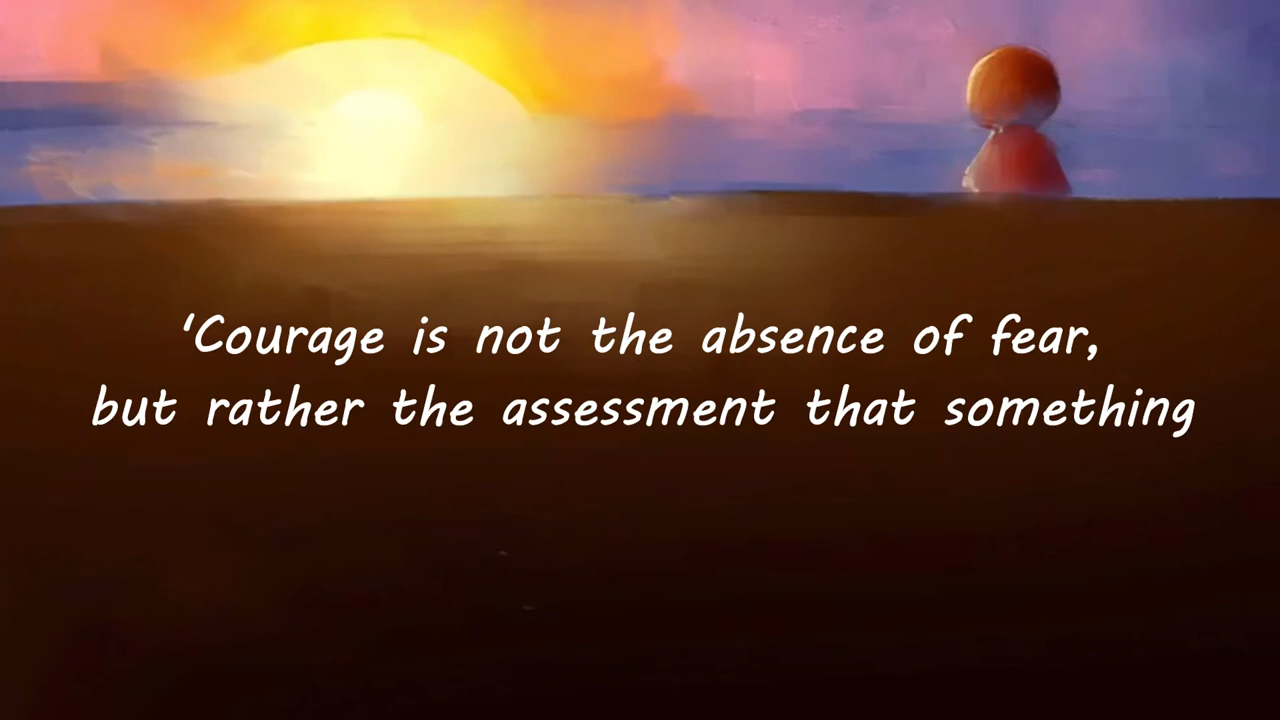 ‘Courage is not the absence of fear,
but rather the assessment that something